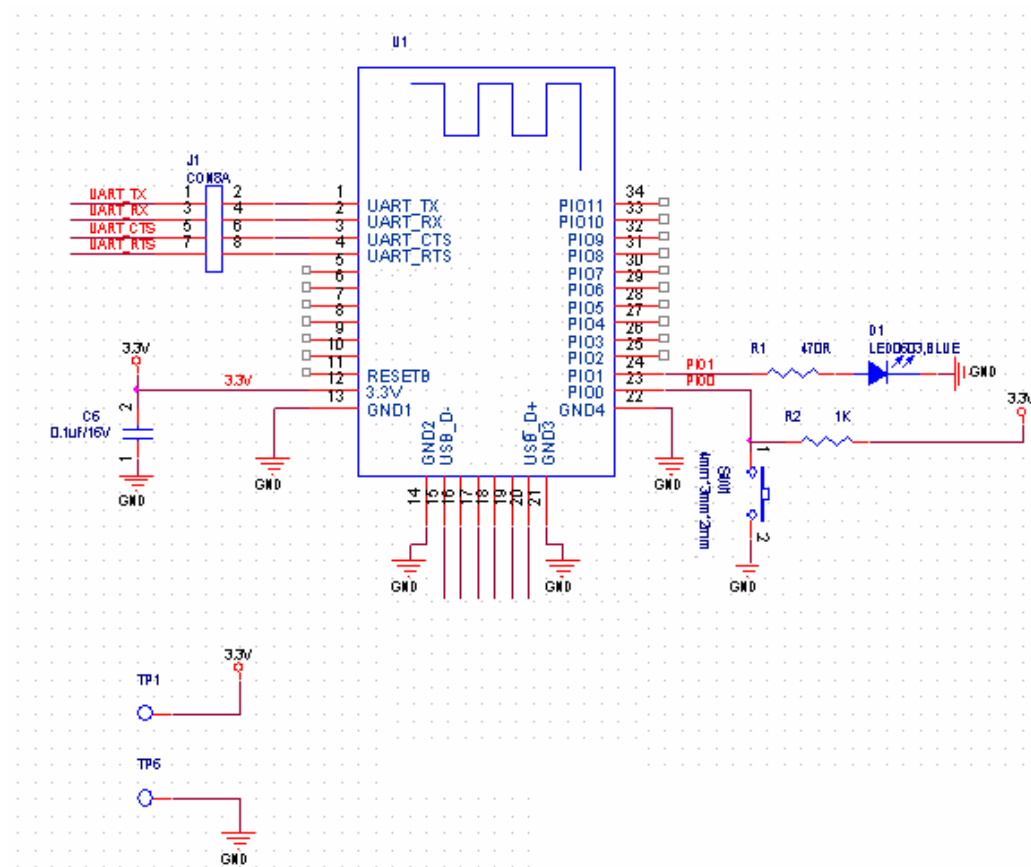 U1
J1
CON8A
UART_TX 1 2 1 UART_TX
UART_RX 3 4 2 UART_RX
UART_CTS 5 6 3 UART_CTS
UART_RTS 7 8 4 UART_RTS
5
6
7
8
9
10
11 RESETB
3.3V 12 3.3V
13 GND1
34 PIO11
33 PIO10
32 PIO9
31 PIO8
30 PIO7
29 PIO6
28 PIO5
27 PIO4
26 PIO3
25 PIO2
24 PIO1 PIO1
23 PIO0 PIO0
22 GND4
GND2
USB_D-
USB_D+
GND3
14 15 16 17 18 19 20 21
3.3V
2
C6
0.1uF/16V
1
GND
GND
GND
GND
GND
R1 470R
D1
LED0603,BLUE
GND
R2 1K
3.3V
1
SW1
4mm*3mm*2mm
2
GND
3.3V
TP1
TP6
GND